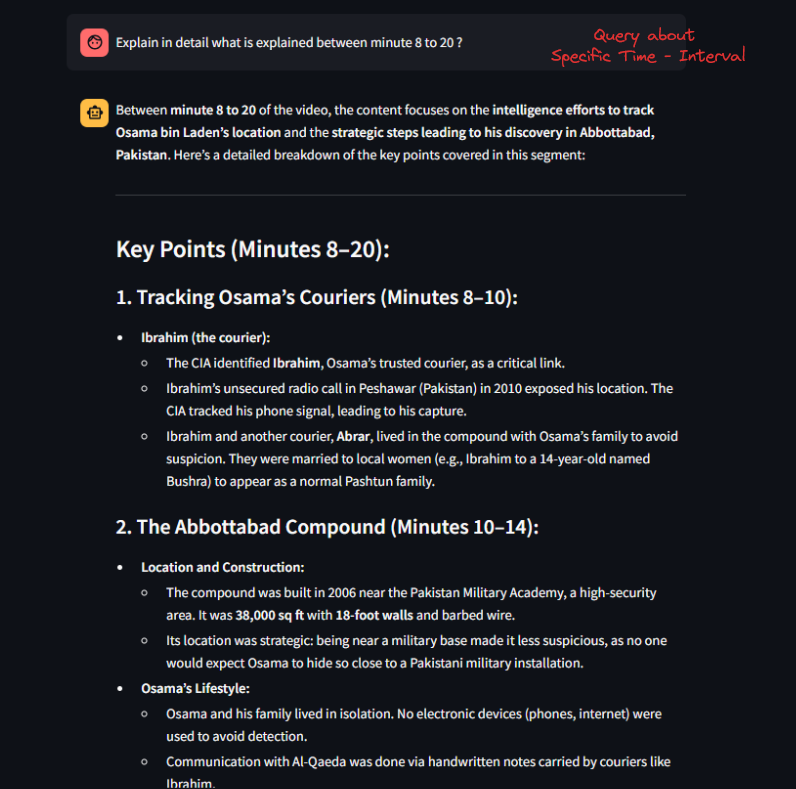 Explain in detail what is explained between minute 8 to 20 ?
Query about
Specific Time - Interval
Between minute 8 to 20 of the video, the content focuses on the intelligence efforts to track
Osama bin Laden's location and the strategic steps leading to his discovery in Abbottabad,
Pakistan. Here's a detailed breakdown of the key points covered in this segment:
Key Points (Minutes 8–20):
1. Tracking Osama's Couriers (Minutes 8–10):
• Ibrahim (the courier):
◦ The CIA identified Ibrahim, Osama's trusted courier, as a critical link.
◦ Ibrahim's unsecured radio call in Peshawar (Pakistan) in 2010 exposed his location. The
CIA tracked his phone signal, leading to his capture.
◦ Ibrahim and another courier, Abrar, lived in the compound with Osama's family to avoid
suspicion. They were married to local women (e.g., Ibrahim to a 14-year-old named
Bushra) to appear as a normal Pashtun family.
2. The Abbottabad Compound (Minutes 10–14):
• Location and Construction:
◦ The compound was built in 2006 near the Pakistan Military Academy, a high-security
area. It was 38,000 sq ft with 18-foot walls and barbed wire.
◦ Its location was strategic: being near a military base made it less suspicious, as no one
would expect Osama to hide so close to a Pakistani military installation.
• Osama's Lifestyle:
◦ Osama and his family lived in isolation. No electronic devices (phones, internet) were
used to avoid detection.
◦ Communication with Al-Qaeda was done via handwritten notes carried by couriers like
Ibrahim.